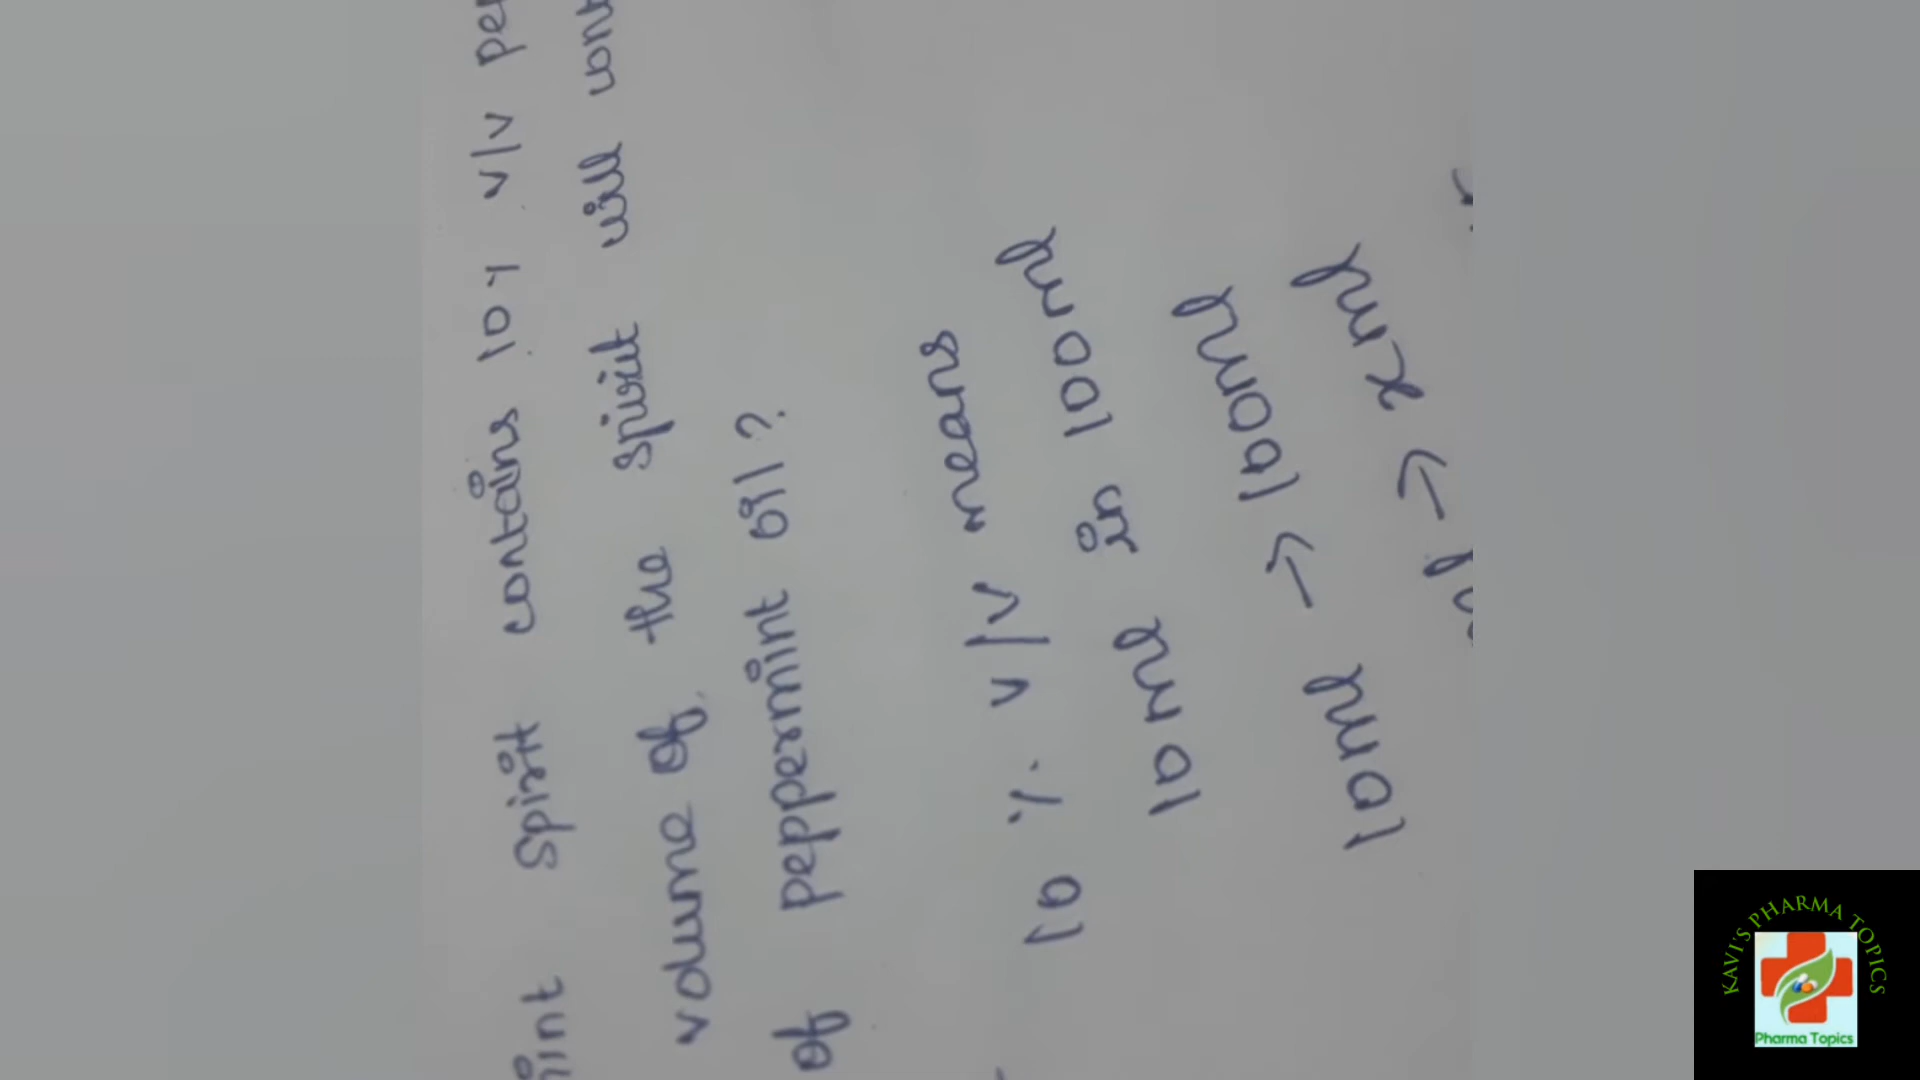 int spirit contains 10% v/v pe
volume of the spirit will con
of peppermint oil?
10 % v/v means
10ml in 100ml
10ml → 100ml
→ xml
KAVI'S PHARMA TOPICS
Pharma Topics